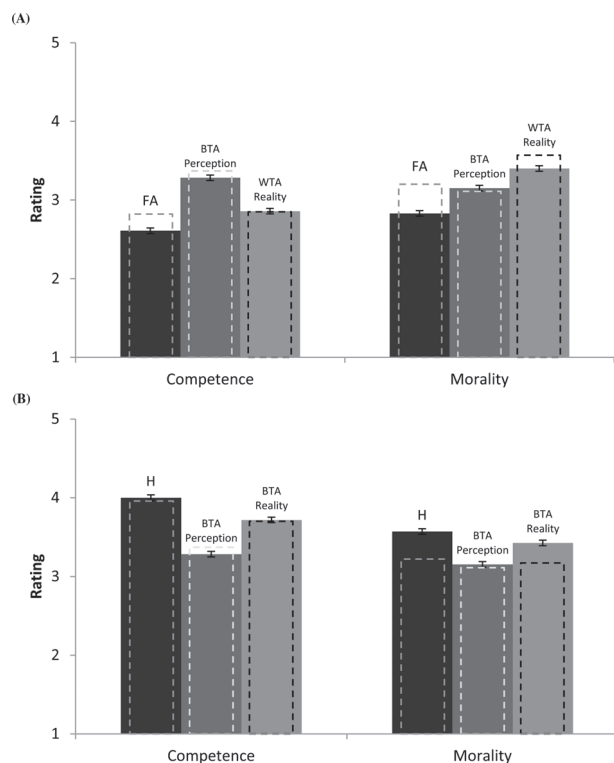 (A)
5
4
3
2
1
Rating
FA
BTA
Perception
WTA
Reality
FA
BTA
Perception
WTA
Reality
Competence
Morality
(B)
5
4
3
2
1
Rating
H
BTA
Perception
BTA
Reality
H
BTA
Perception
BTA
Reality
Competence
Morality